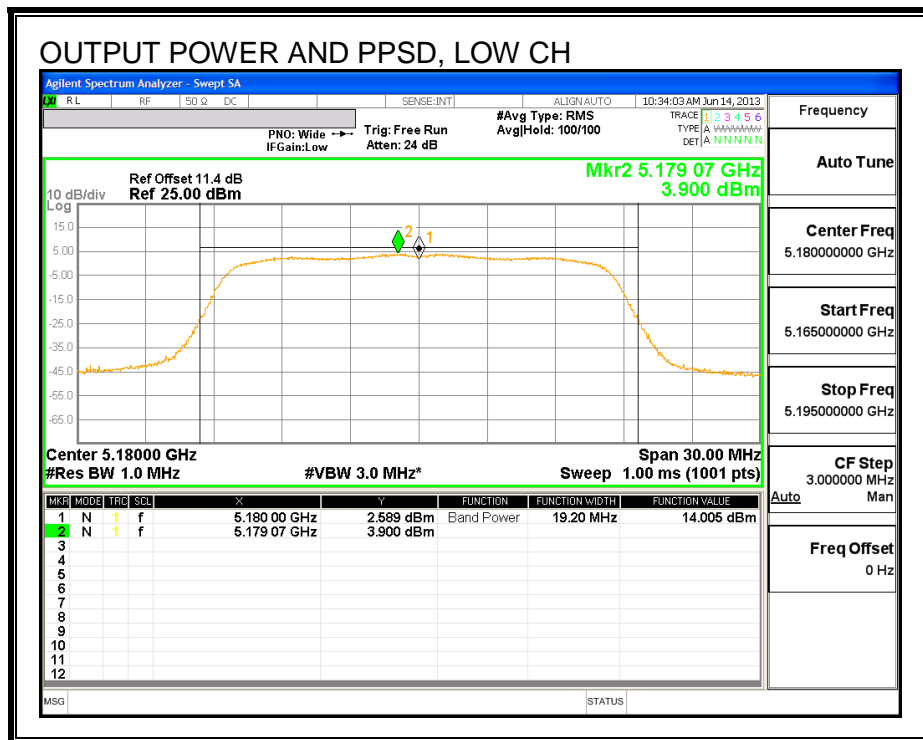 OUTPUT POWER AND PPSD, LOW CH
Agilent Spectrum Analyzer - Swept SA
LXI RL RF 50 Ω DC SENSE:INT ALIGN AUTO 10:34:03 AM Jun 14, 2013
PNO: Wide
IFGain:Low
Trig: Free Run
Atten: 24 dB
#Avg Type: RMS
Avg|Hold: 100/100
TRACE 1 2 3 4 5 6
TYPE A WWWWW
DET A N N N N N
Mkr2 5.179 07 GHz
3.900 dBm
Ref Offset 11.4 dB
10 dB/div Ref 25.00 dBm
Log
15.0
5.00
-5.00
-15.0
-25.0
-35.0
-45.0
-55.0
-65.0
2 1
Center 5.18000 GHz Span 30.00 MHz
#Res BW 1.0 MHz #VBW 3.0 MHz* Sweep 1.00 ms (1001 pts)
MKR MODE TRC SCL X Y FUNCTION FUNCTION WIDTH FUNCTION VALUE
1 N 1 f 5.180 00 GHz 2.589 dBm Band Power 19.20 MHz 14.005 dBm
2 N 1 f 5.179 07 GHz 3.900 dBm
3
4
5
6
7
8
9
10
11
12
MSG STATUS
Frequency
Auto Tune
Center Freq
5.180000000 GHz
Start Freq
5.165000000 GHz
Stop Freq
5.195000000 GHz
CF Step
3.000000 MHz
Auto Man
Freq Offset
0 Hz